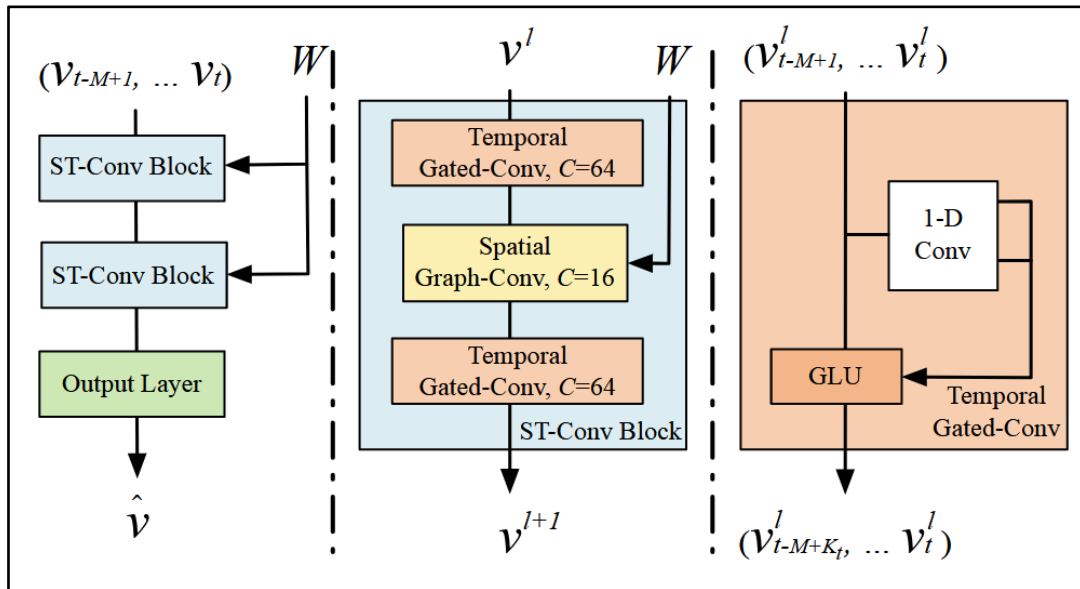 (v_{t-M+1}, ... v_t)
W
ST-Conv Block
ST-Conv Block
Output Layer
v̂
v^l
W
Temporal
Gated-Conv, C=64
Spatial
Graph-Conv, C=16
Temporal
Gated-Conv, C=64
ST-Conv Block
v^{l+1}
(v^l_{t-M+1}, ... v^l_t)
1-D
Conv
GLU
Temporal
Gated-Conv
(v^l_{t-M+K_t}, ... v^l_t)